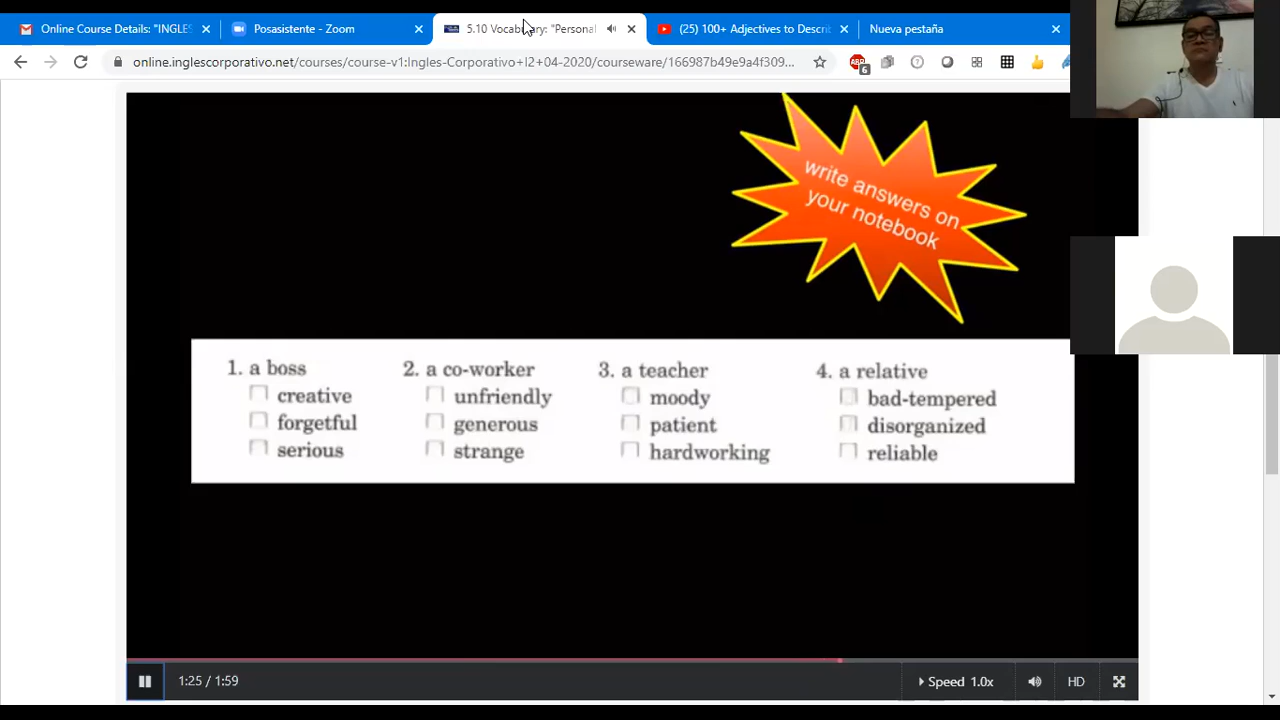 Online Course Details: "INGLES
Posasistente - Zoom
5.10 Vocabulary: "Personal
(25) 100+ Adjectives to Descri
Nueva pestaña
online.inglescorporativo.net/courses/course-v1:Ingles-Corporativo+I2+04-2020/courseware/166987b49e9a4f309...
6
write answers on
your notebook
1. a boss
creative
forgetful
serious
2. a co-worker
unfriendly
generous
strange
3. a teacher
moody
patient
hardworking
4. a relative
bad-tempered
disorganized
reliable
1:25 / 1:59
Speed 1.0x
HD